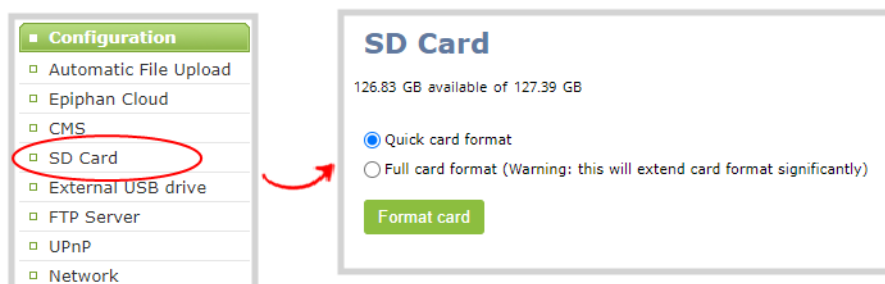 Configuration
Automatic File Upload
Epiphan Cloud
CMS
SD Card
External USB drive
FTP Server
UPnP
Network
SD Card
126.83 GB available of 127.39 GB
Quick card format
Full card format (Warning: this will extend card format significantly)
Format card